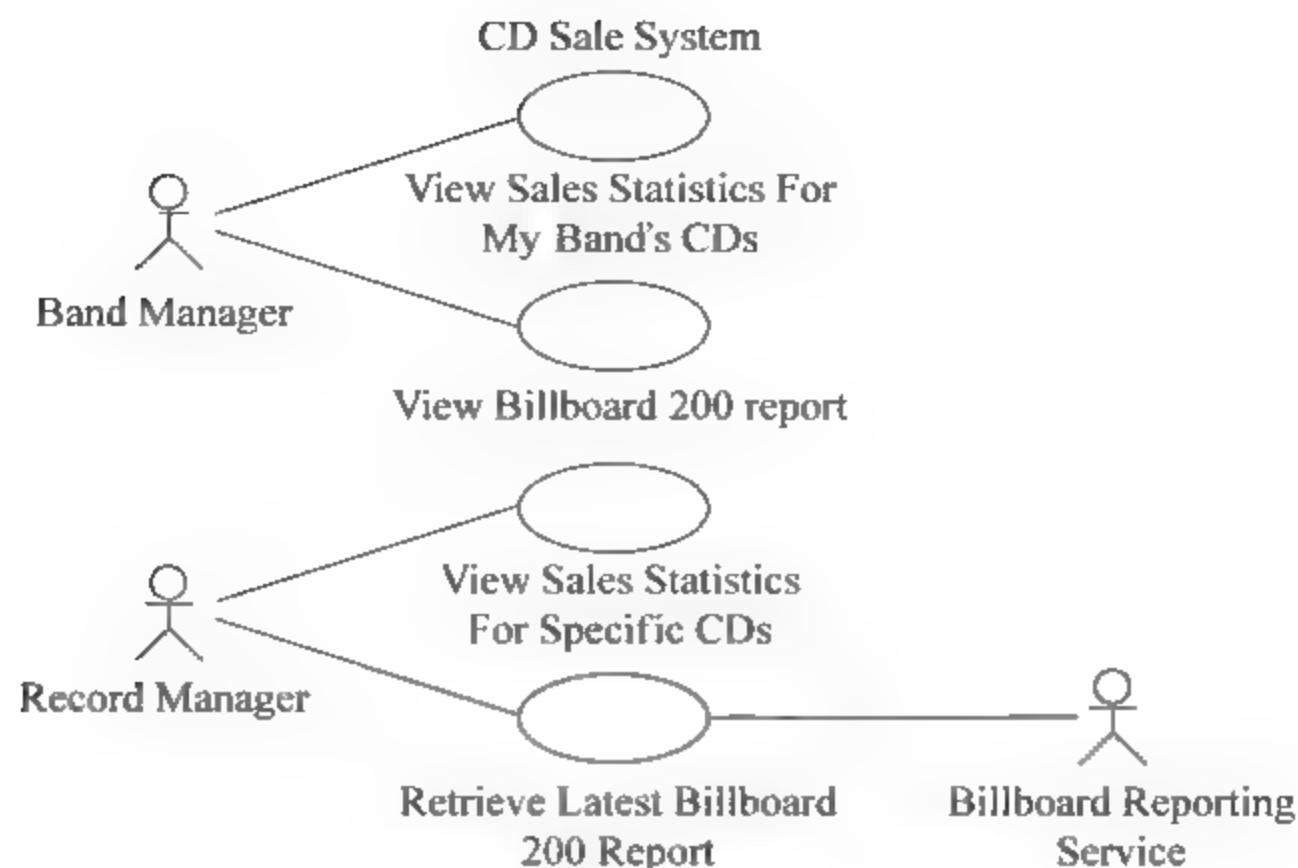 CD Sale System
View Sales Statistics For
My Band's CDs
Band Manager
View Billboard 200 report
View Sales Statistics
For Specific CDs
Record Manager
Retrieve Latest Billboard
200 Report
Billboard Reporting
Service